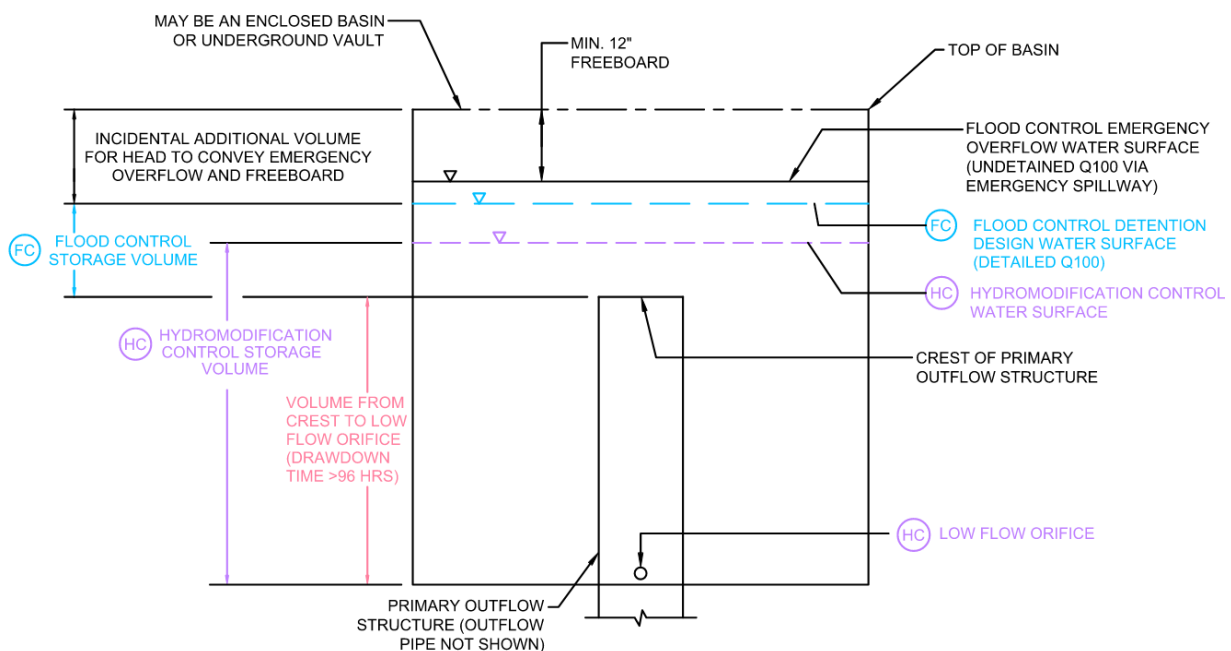 MAY BE AN ENCLOSED BASIN
OR UNDERGROUND VAULT
MIN. 12"
FREEBOARD
TOP OF BASIN
INCIDENTAL ADDITIONAL VOLUME
FOR HEAD TO CONVEY EMERGENCY
OVERFLOW AND FREEBOARD
FLOOD CONTROL EMERGENCY
OVERFLOW WATER SURFACE
(UNDETAINED Q100 VIA
EMERGENCY SPILLWAY)
FC FLOOD CONTROL
STORAGE VOLUME
FC FLOOD CONTROL DETENTION
DESIGN WATER SURFACE
(DETAILED Q100)
HC HYDROMODIFICATION CONTROL
WATER SURFACE
HC HYDROMODIFICATION
CONTROL STORAGE
VOLUME
CREST OF PRIMARY
OUTFLOW STRUCTURE
VOLUME FROM
CREST TO LOW
FLOW ORIFICE
(DRAWDOWN
TIME >96 HRS)
HC LOW FLOW ORIFICE
PRIMARY OUTFLOW
STRUCTURE (OUTFLOW
PIPE NOT SHOWN)